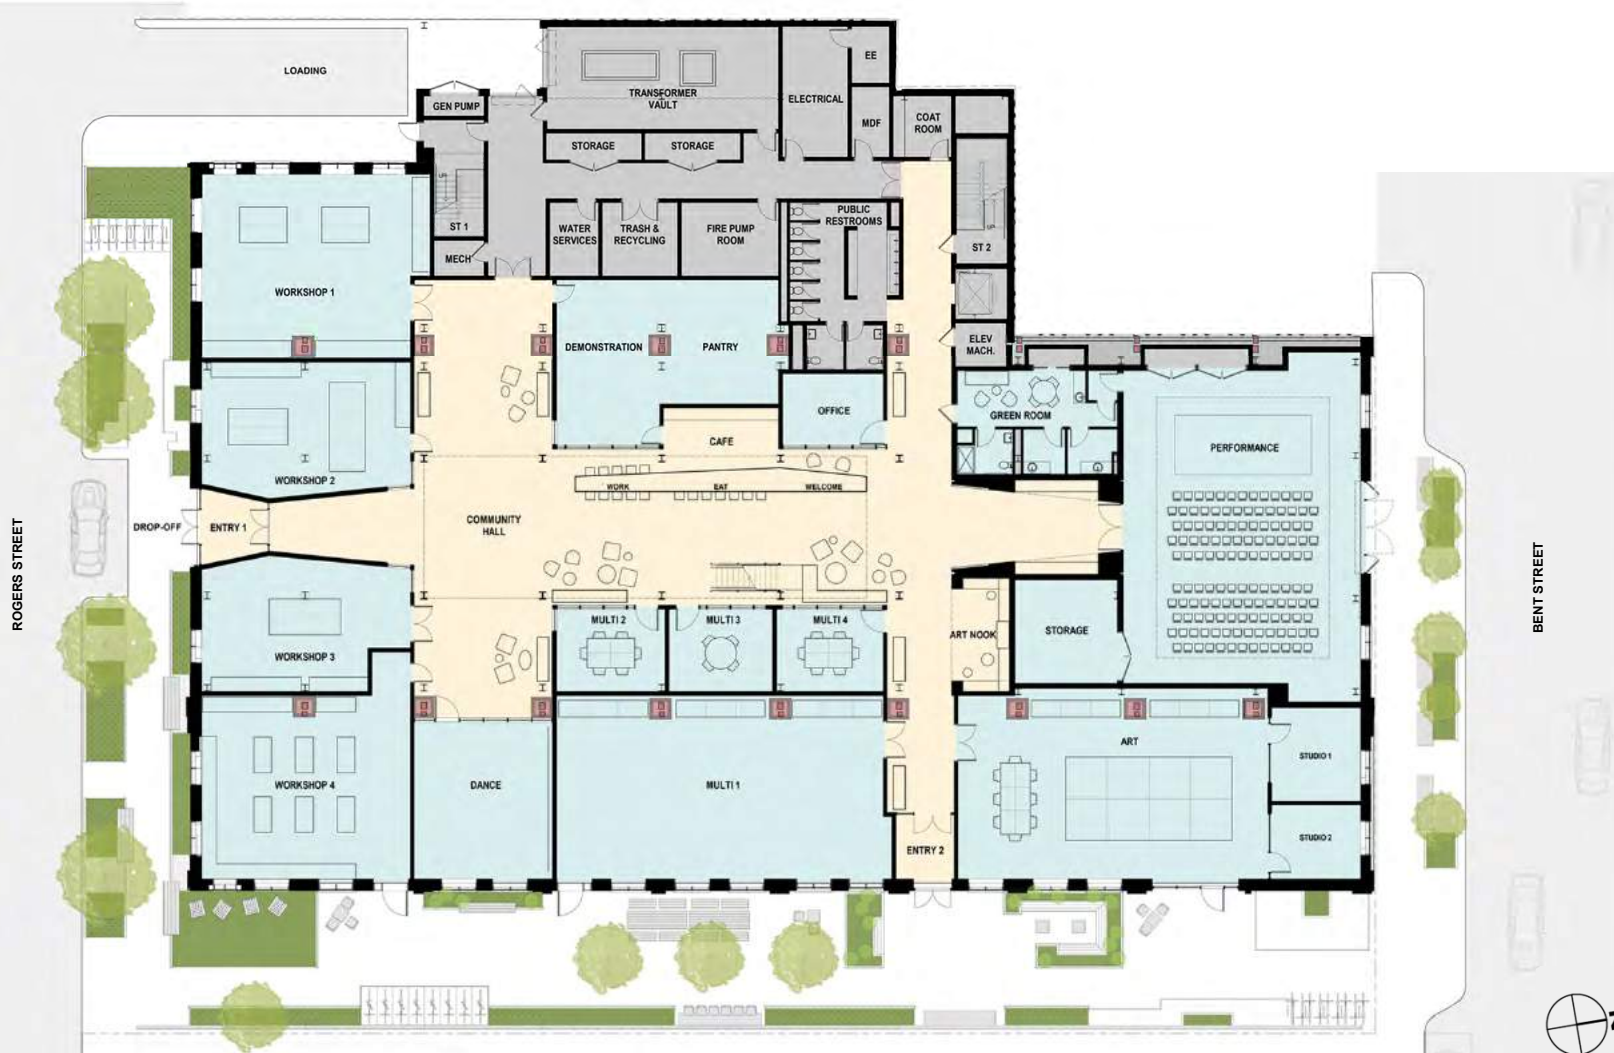 LOADING
GEN PUMP
TRANSFORMER
VAULT
ELECTRICAL
EE
MDF
COAT
ROOM
STORAGE
STORAGE
ST 1
MECH
WATER
SERVICES
TRASH &
RECYCLING
FIRE PUMP
ROOM
PUBLIC
RESTROOMS
ST 2
ELEV
MACH.
WORKSHOP 1
DEMONSTRATION
PANTRY
OFFICE
GREEN ROOM
CAFE
PERFORMANCE
WORKSHOP 2
WORK
EAT
WELCOME
ROGERS STREET
DROP-OFF
ENTRY 1
COMMUNITY
HALL
BENT STREET
MULTI 2
MULTI 3
MULTI 4
ART NOOK
STORAGE
WORKSHOP 3
WORKSHOP 4
DANCE
MULTI 1
ART
STUDIO 1
STUDIO 2
ENTRY 2